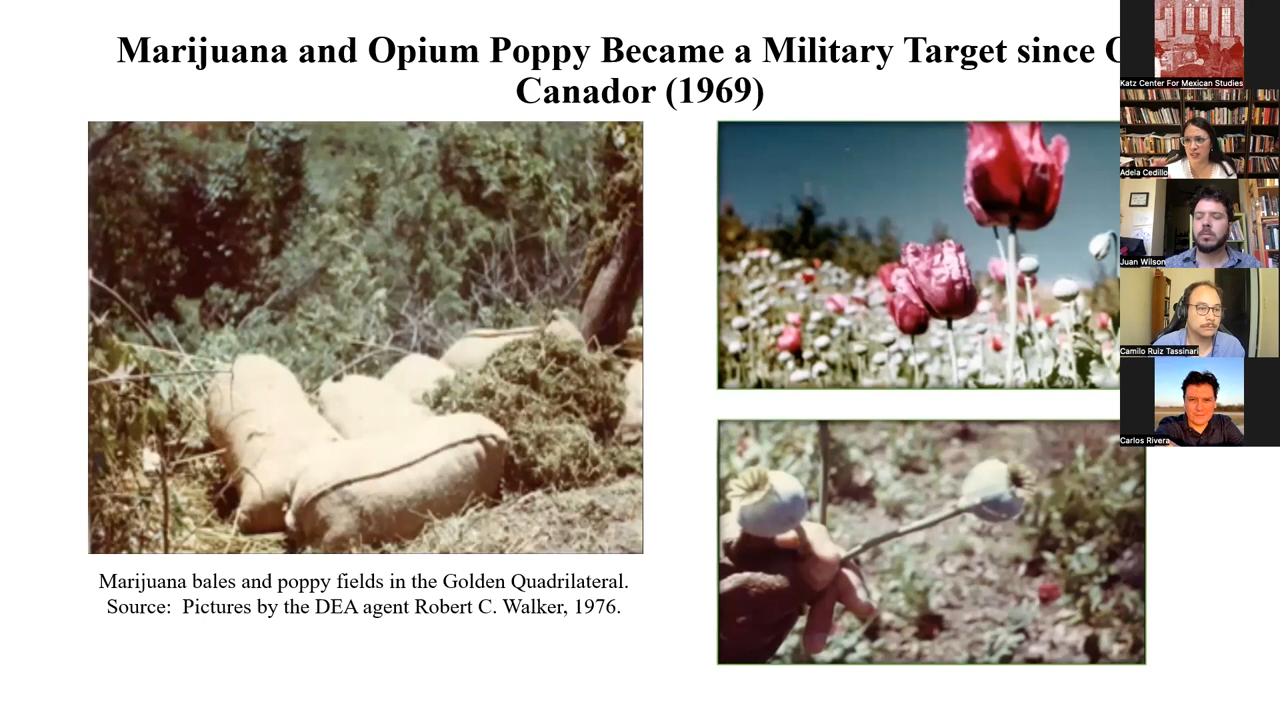 Marijuana and Opium Poppy Became a Military Target since
Canador (1969)
Marijuana bales and poppy fields in the Golden Quadrilateral.
Source: Pictures by the DEA agent Robert C. Walker, 1976.
Katz Center For Mexican Studies
Adela Cedillo
Juan Wilson
Camilo Ruiz Tassinari
Carlos Rivera